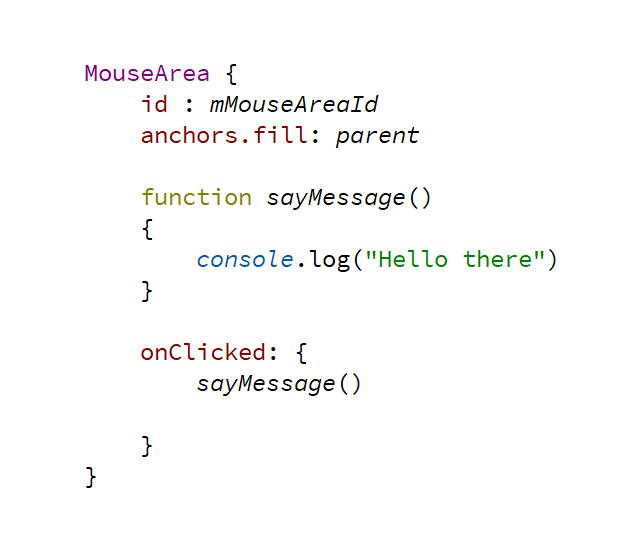 MouseArea {
    id : mMouseAreaId
    anchors.fill: parent

    function sayMessage()
    {
        console.log("Hello there")
    }

    onClicked: {
        sayMessage()

    }
}